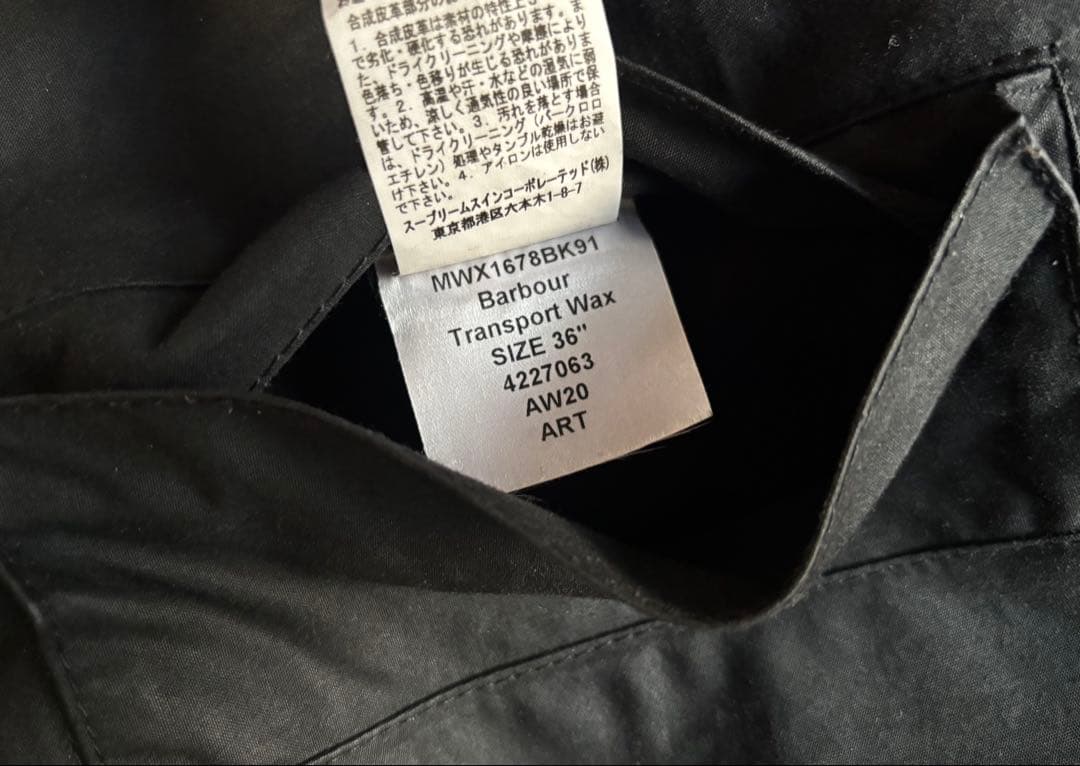 合成皮革部分の
合成皮革は素材の特性上
1. で劣化・硬化する恐れがあります。ま
た、ドライクリーニングや摩擦により
色落ち・色移りが生じる恐れがありま
す。2. 高温や汗・水などの湿気に弱
いため、涼しく通気性の良い場所で保
管して下さい。3. 汚れを落とす場合
は、ドライクリーニング(パークロロ
エチレン)処理やタンブル乾燥はお避
け下さい。4. アイロンは使用しない
で下さい。
スープリームスインコーポレーテッド(株)
東京都港区六本木1-8-7
MWX1678BK91
Barbour
Transport Wax
SIZE 36"
4227063
AW20
ART